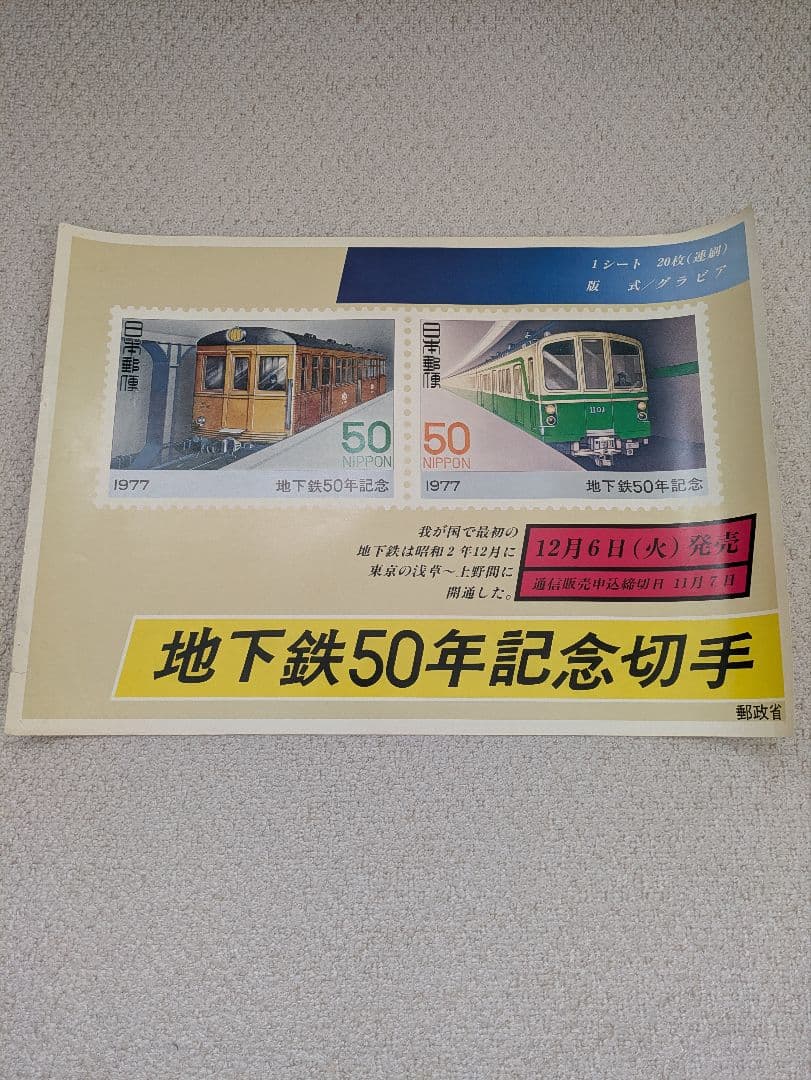 1シート 20枚(連刷)
版 式/グラビア
日本郵便
50
NIPPON
1977 地下鉄50年記念
日本郵便
1101
50
NIPPON
1977 地下鉄50年記念
我が国で最初の
地下鉄は昭和2年12月に
東京の浅草~上野間に
開通した。
12月6日(火)発売
通信販売申込締切日 11月7日
地下鉄50年記念切手
郵政省